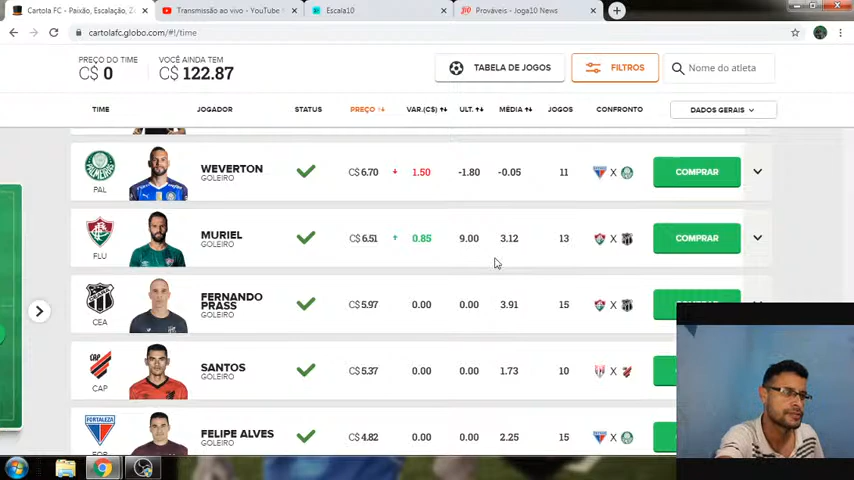 Cartola FC - Paixão, Escalação, Z
Transmissão ao vivo - YouTube
Escala10
Prováveis - Joga10 News
cartolafc.globo.com/#!/time
PREÇO DO TIME
C$ 0
VOCÊ AINDA TEM
C$ 122.87
TABELA DE JOGOS
FILTROS
Nome do atleta
TIME JOGADOR STATUS PREÇO VAR.(C$) ULT. MÉDIA JOGOS CONFRONTO DADOS GERAIS
PAL
WEVERTON
GOLEIRO
C$ 6.70 1.50 -1.80 -0.05 11 X COMPRAR
FLU
MURIEL
GOLEIRO
C$ 6.51 0.85 9.00 3.12 13 X COMPRAR
CEA
FERNANDO
PRASS
GOLEIRO
C$ 5.97 0.00 0.00 3.91 15 X
CAP
SANTOS
GOLEIRO
C$ 5.37 0.00 0.00 1.73 10 X
FORTALEZA
FELIPE ALVES
GOLEIRO
C$ 4.82 0.00 0.00 2.25 15 X